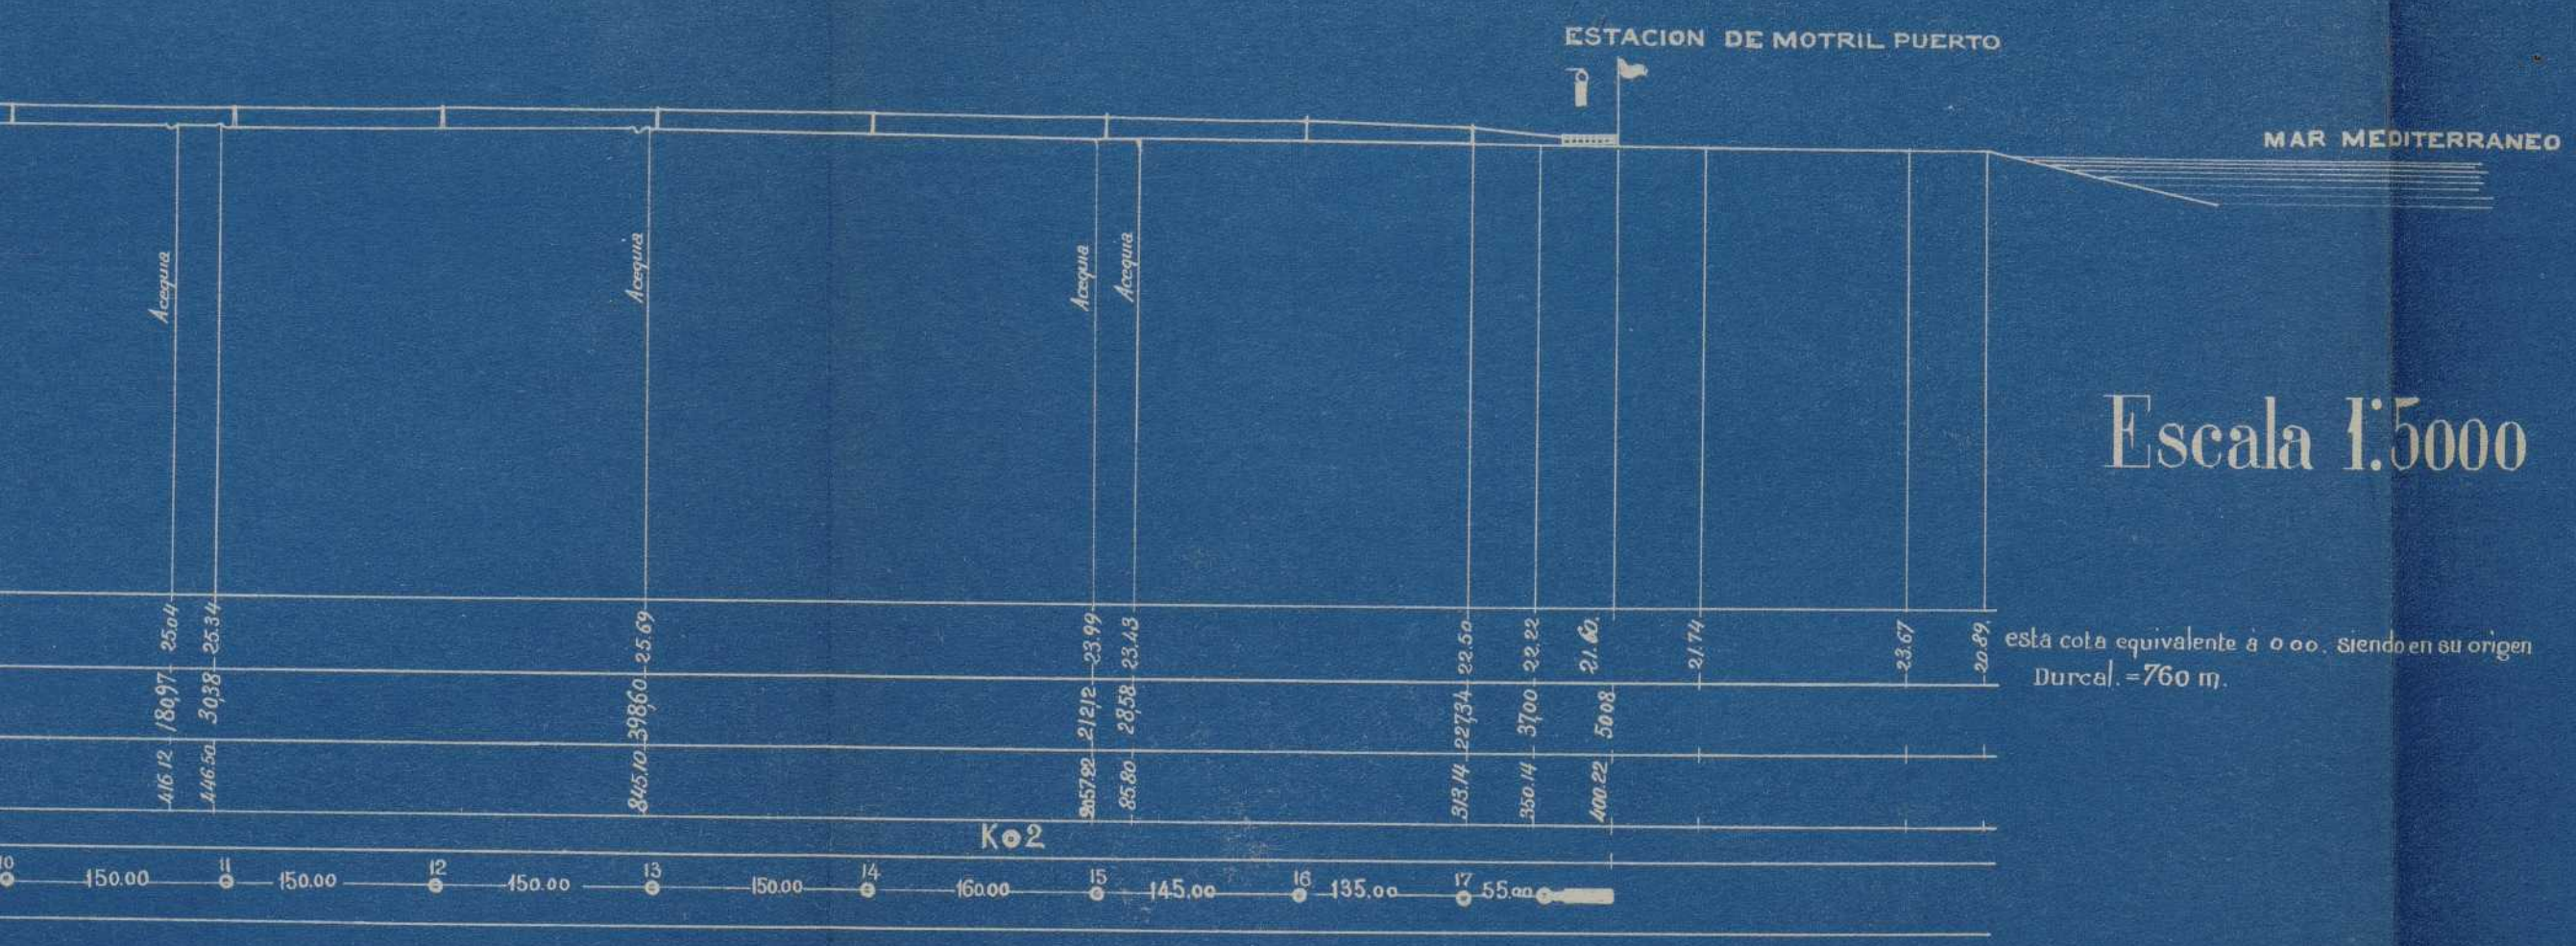 ESTACION DE MOTRIL PUERTO
MAR MEDITERRANEO
Acequia
Acequia
Acequia
Acequia
Escala 1:5000
25.04
25.34
25.69
23.99
23.43
22.50
22.22
21.60.
21.74
23.67
20.89.
esta cota equivalente á 0 00. siendo en su origen
Durcal.=760 m.
180,97
30,38
398,60
212,12
28,58
227,34
37,00
5008
416 12
446.50
845.10
2057.92
85.80
313.14
350.14
400.22
Ko2
10 11 12 13 14 15 16 17
150.00 150.00 150.00 150.00 160.00 145.00 135.00 55.00